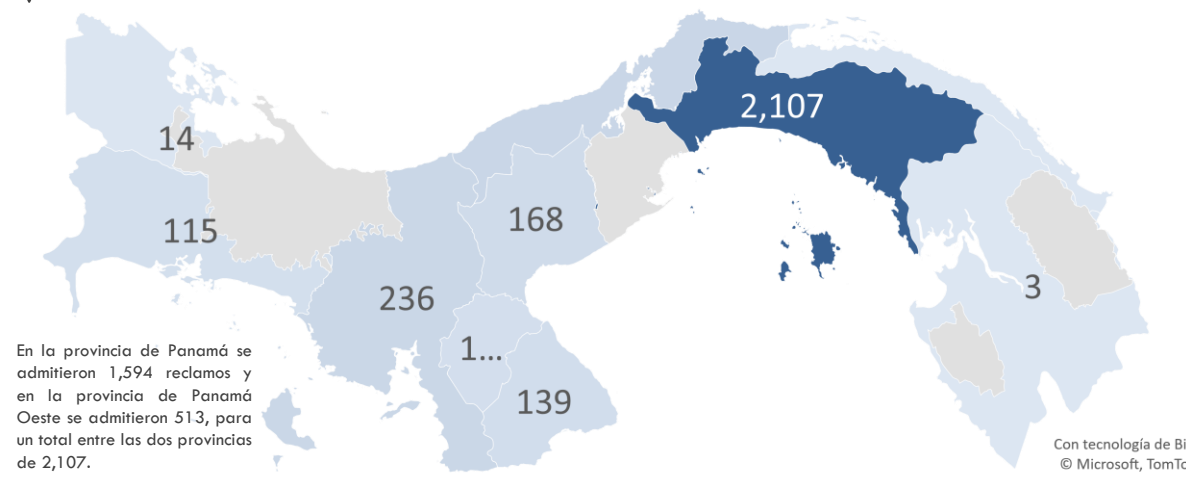 2,107
14
168
115
3
236
1...
139
En la provincia de Panamá se
admitieron 1,594 reclamos y
en la provincia de Panamá
Oeste se admitieron 513, para
un total entre las dos provincias
de 2,107.
Con tecnología de Bi
© Microsoft, TomTo